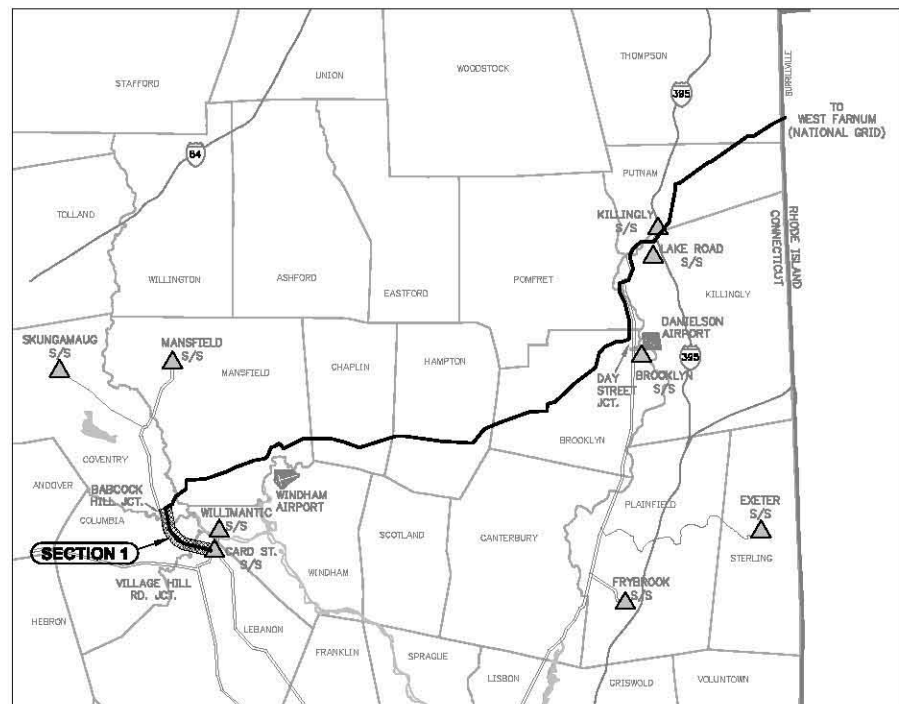 THOMPSON
WOODSTOCK
UNION
STAFFORD
BURRILLVILLE
395
TO
WEST FARNUM
(NATIONAL GRID)
84
PUTNAM
TOLLAND
KILLINGLY
S/S
RHODE ISLAND
CONNECTICUT
LAKE ROAD
S/S
WILLINGTON
ASHFORD
EASTFORD
POMFRET
KILLINGLY
DANIELSON
AIRPORT
SKUNGAMAUG
S/S
MANSFIELD
S/S
MANSFIELD
CHAPLIN
HAMPTON
395
DAY
STREET
JCT.
BROOKLYN
S/S
BROOKLYN
COVENTRY
ANDOVER
BABCOCK
HILL JCT.
COLUMBIA
WINDHAM
AIRPORT
WILLIMANTIC
S/S
PLAINFIELD
EXETER
S/S
SECTION 1
CARD ST.
S/S
SCOTLAND
CANTERBURY
STERLING
VILLAGE HILL
RD. JCT.
WINDHAM
FRYBROOK
S/S
HEBRON
LEBANON
FRANKLIN
SPRAGUE
LISBON
GRISWOLD
VOLUNTOWN